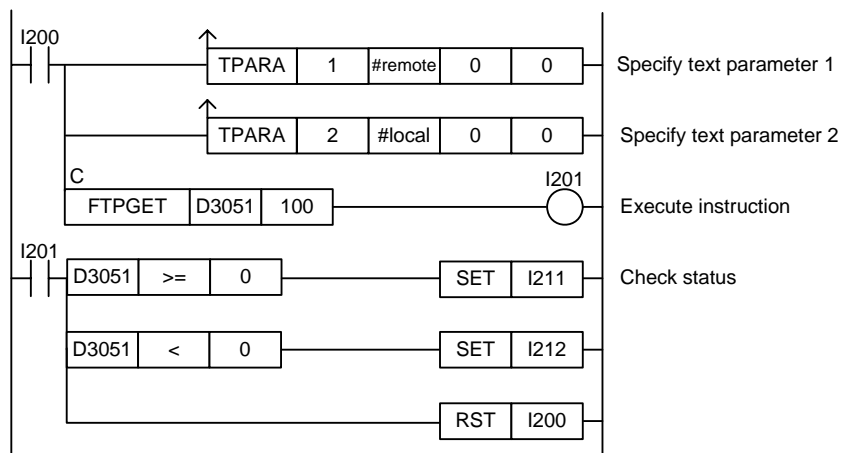 I200
TPARA 1 #remote 0 0 Specify text parameter 1
TPARA 2 #local 0 0 Specify text parameter 2
C I201
FTPGET D3051 100 Execute instruction
I201
D3051 >= 0 SET I211 Check status
D3051 < 0 SET I212
RST I200